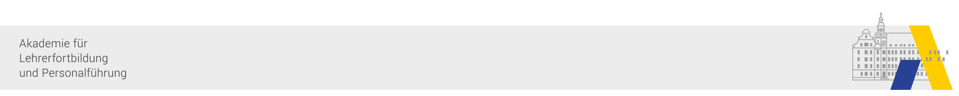 Akademie für
Lehrerfortbildung
und Personalführung